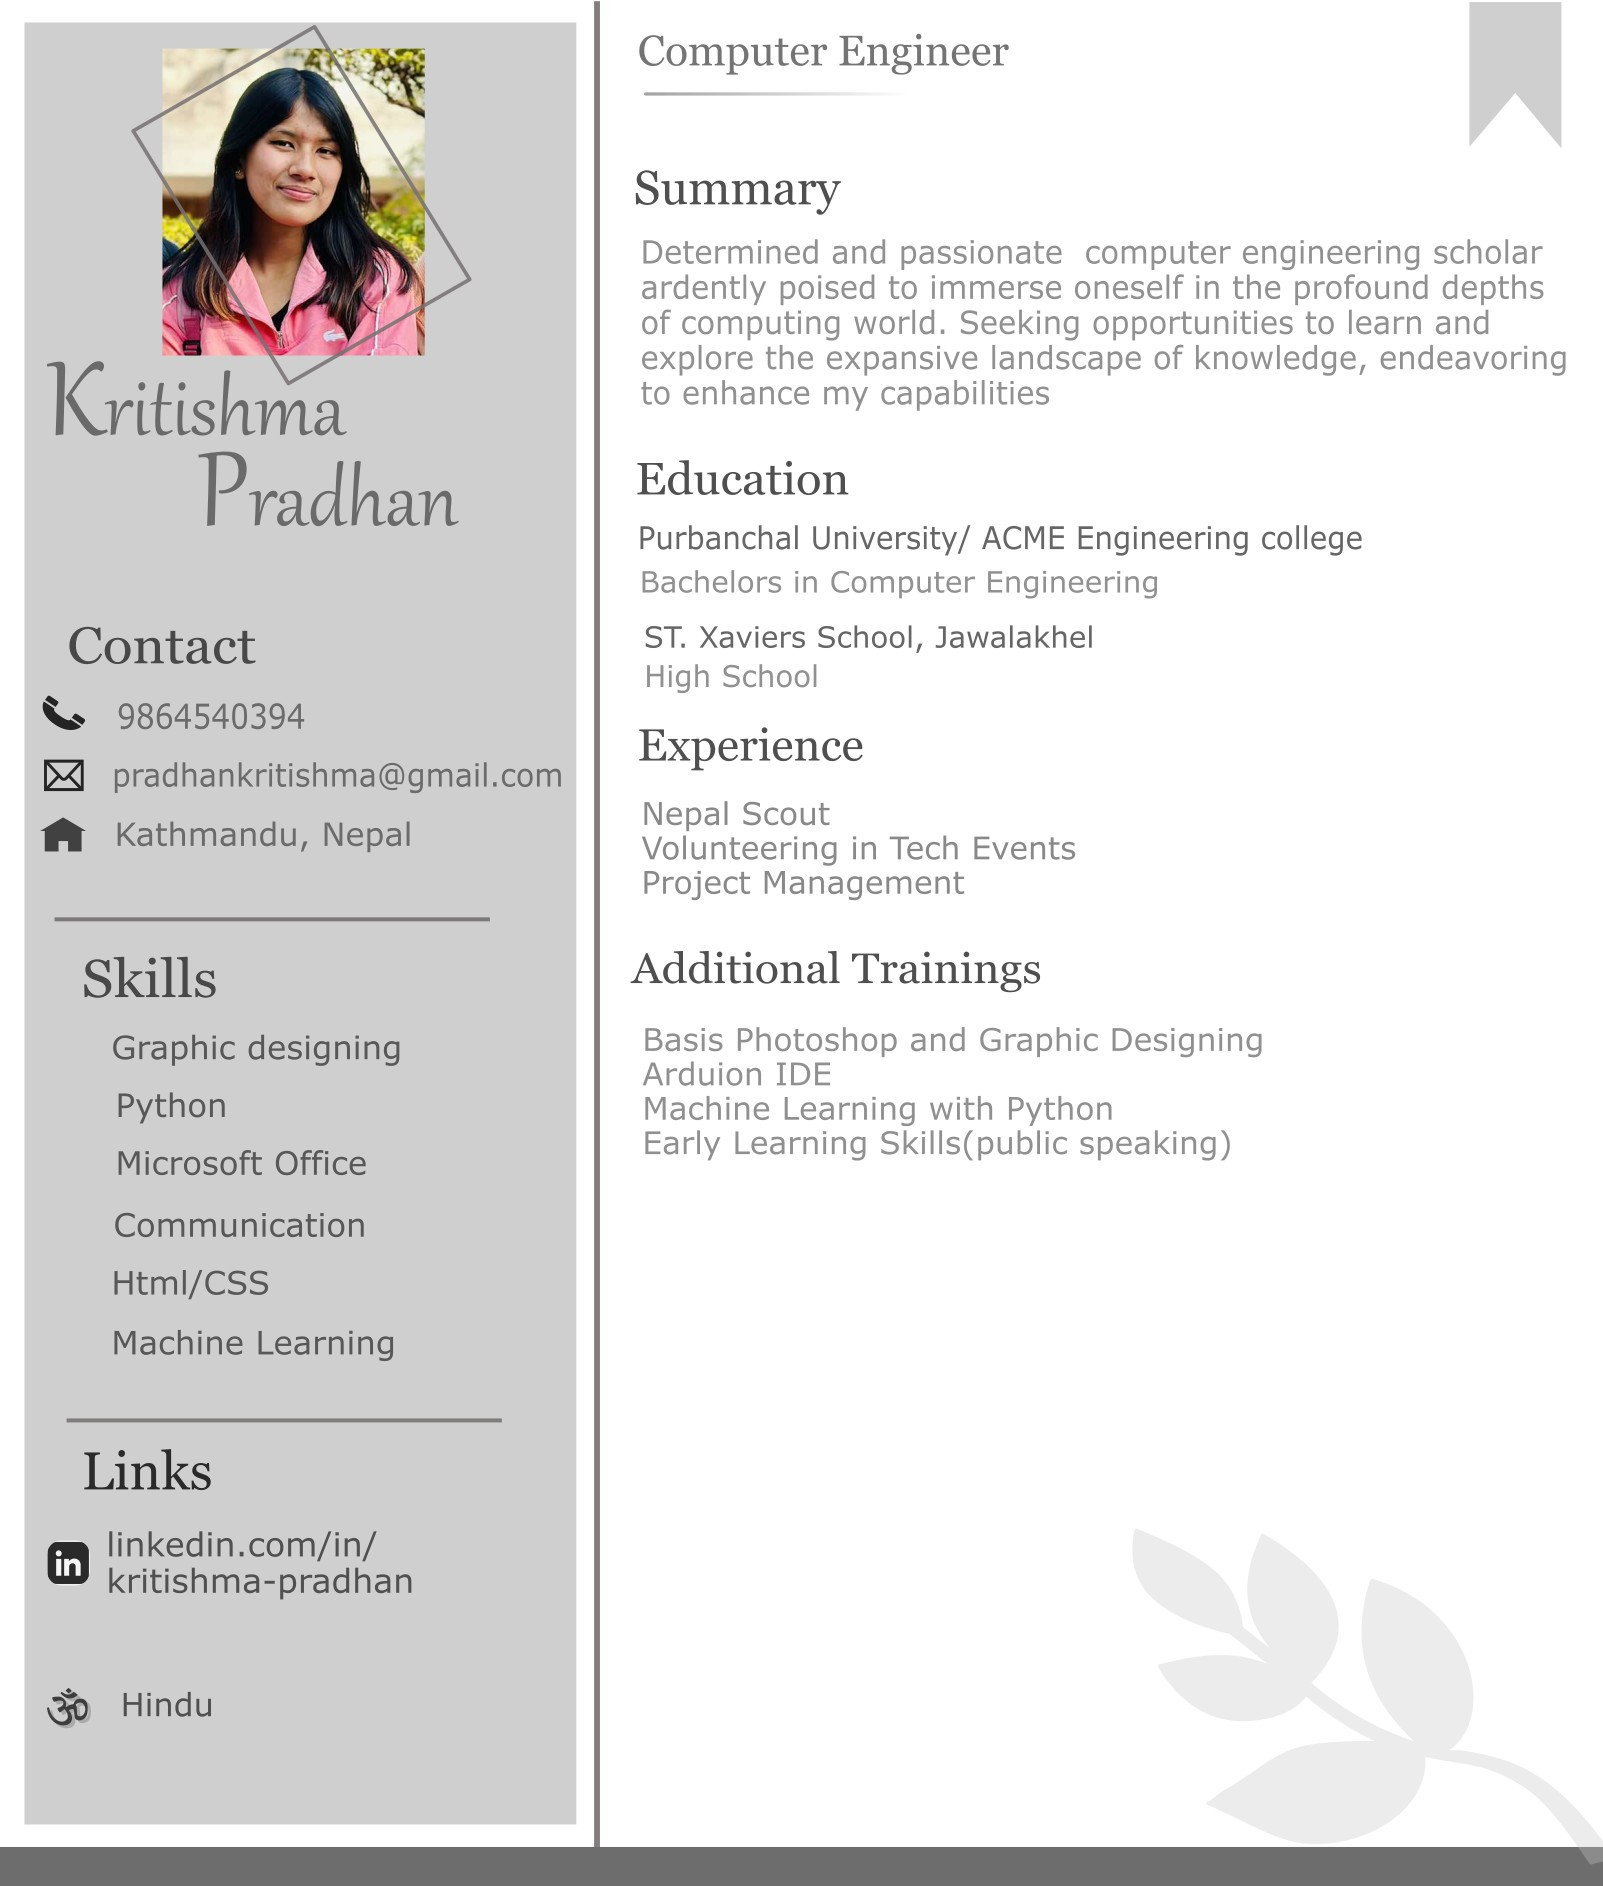 Kritishma
Pradhan
Contact
9864540394
pradhankritishma@gmail.com
Kathmandu, Nepal
Skills
Graphic designing
Python
Microsoft Office
Communication
Html/CSS
Machine Learning
Links
in
linkedin.com/in/
kritishma-pradhan
ॐ
Hindu
Computer Engineer
Summary
Determined and passionate  computer engineering scholar
ardently poised to immerse oneself in the profound depths
of computing world. Seeking opportunities to learn and
explore the expansive landscape of knowledge, endeavoring
to enhance my capabilities
Education
Purbanchal University/ ACME Engineering college
Bachelors in Computer Engineering
ST. Xaviers School, Jawalakhel
High School
Experience
Nepal Scout
Volunteering in Tech Events
Project Management
Additional Trainings
Basis Photoshop and Graphic Designing
Arduion IDE
Machine Learning with Python
Early Learning Skills(public speaking)